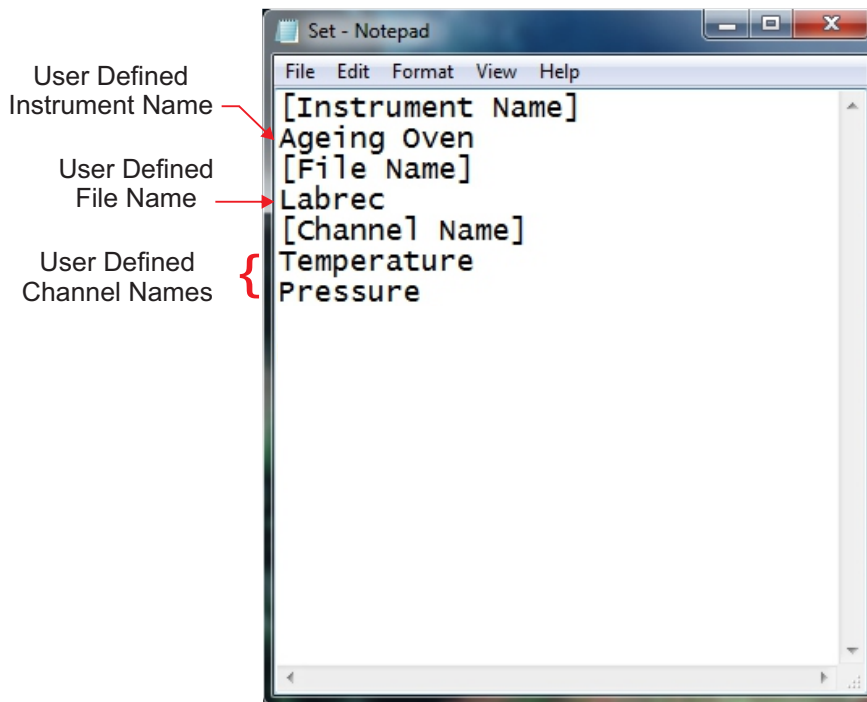 Set - Notepad
File Edit Format View Help
User Defined
Instrument Name
[Instrument Name]
Ageing Oven
User Defined
File Name
[File Name]
Labrec
User Defined
Channel Names
[Channel Name]
Temperature
Pressure